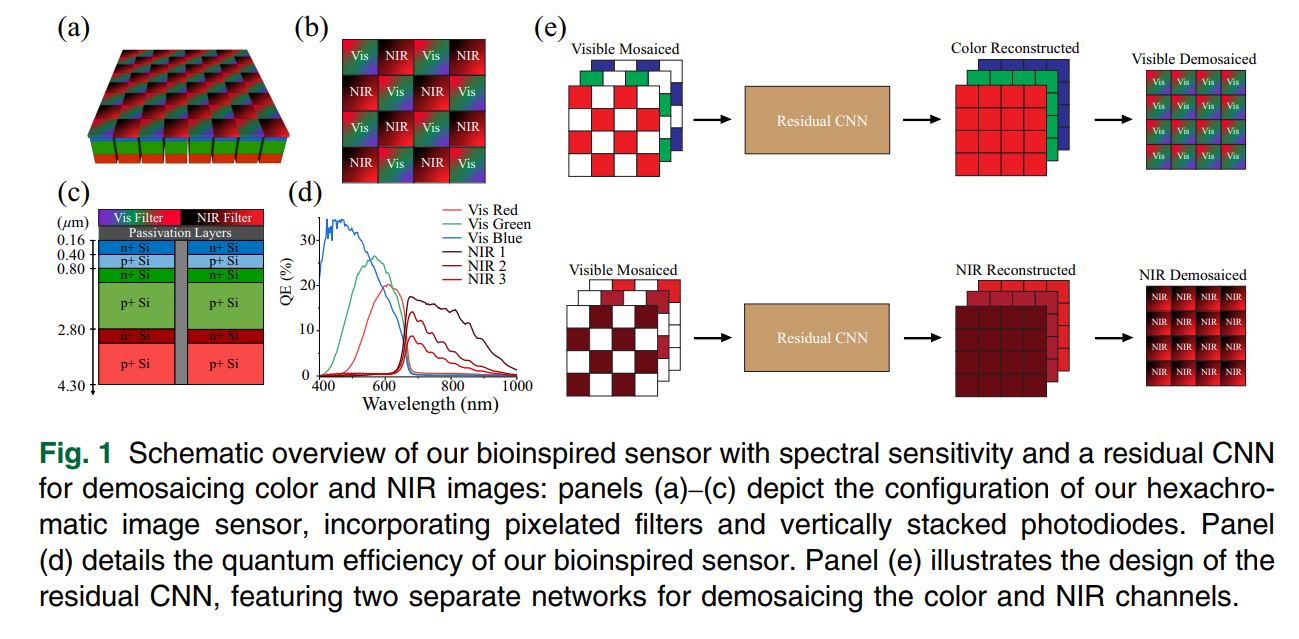 (a)
(b)
Vis NIR Vis NIR
NIR Vis NIR Vis
Vis NIR Vis NIR
NIR Vis NIR Vis
(c)
(μm)
Vis Filter NIR Filter
Passivation Layers
0.16
n+ Si n+ Si
0.40
p+ Si p+ Si
0.80
n+ Si n+ Si
p+ Si p+ Si
2.80
n+ Si n+ Si
p+ Si p+ Si
4.30
(d)
Vis Red
Vis Green
Vis Blue
NIR 1
NIR 2
NIR 3
QE (%)
30
20
10
0
400 600 800 1000
Wavelength (nm)
(e)
Visible Mosaiced
Residual CNN
Color Reconstructed
Visible Demosaiced
Vis Vis Vis Vis
Vis Vis Vis Vis
Vis Vis Vis Vis
Vis Vis Vis Vis
Visible Mosaiced
Residual CNN
NIR Reconstructed
NIR Demosaiced
NIR NIR NIR NIR
NIR NIR NIR NIR
NIR NIR NIR NIR
NIR NIR NIR NIR
Fig. 1 Schematic overview of our bioinspired sensor with spectral sensitivity and a residual CNN
for demosaicing color and NIR images: panels (a)–(c) depict the configuration of our hexachro-
matic image sensor, incorporating pixelated filters and vertically stacked photodiodes. Panel
(d) details the quantum efficiency of our bioinspired sensor. Panel (e) illustrates the design of the
residual CNN, featuring two separate networks for demosaicing the color and NIR channels.